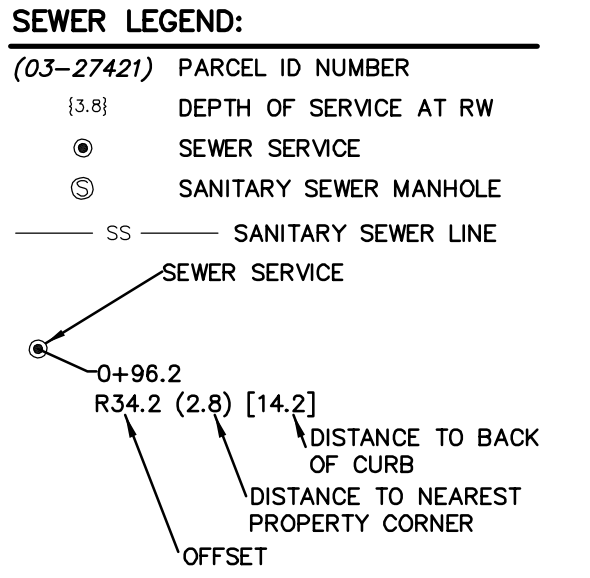 SEWER LEGEND:
(03-27421) PARCEL ID NUMBER
{3.8} DEPTH OF SERVICE AT RW
SEWER SERVICE
S SANITARY SEWER MANHOLE
SS SANITARY SEWER LINE
SEWER SERVICE
0+96.2
R34.2 (2.8) [14.2]
DISTANCE TO BACK
OF CURB
DISTANCE TO NEAREST
PROPERTY CORNER
OFFSET